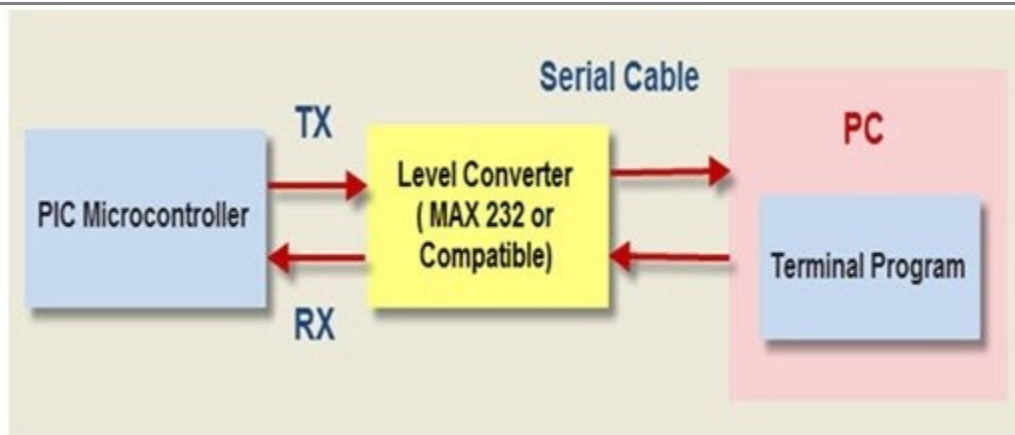 Serial Cable
TX
PC
PIC Microcontroller
Level Converter
( MAX 232 or
Compatible)
Terminal Program
RX